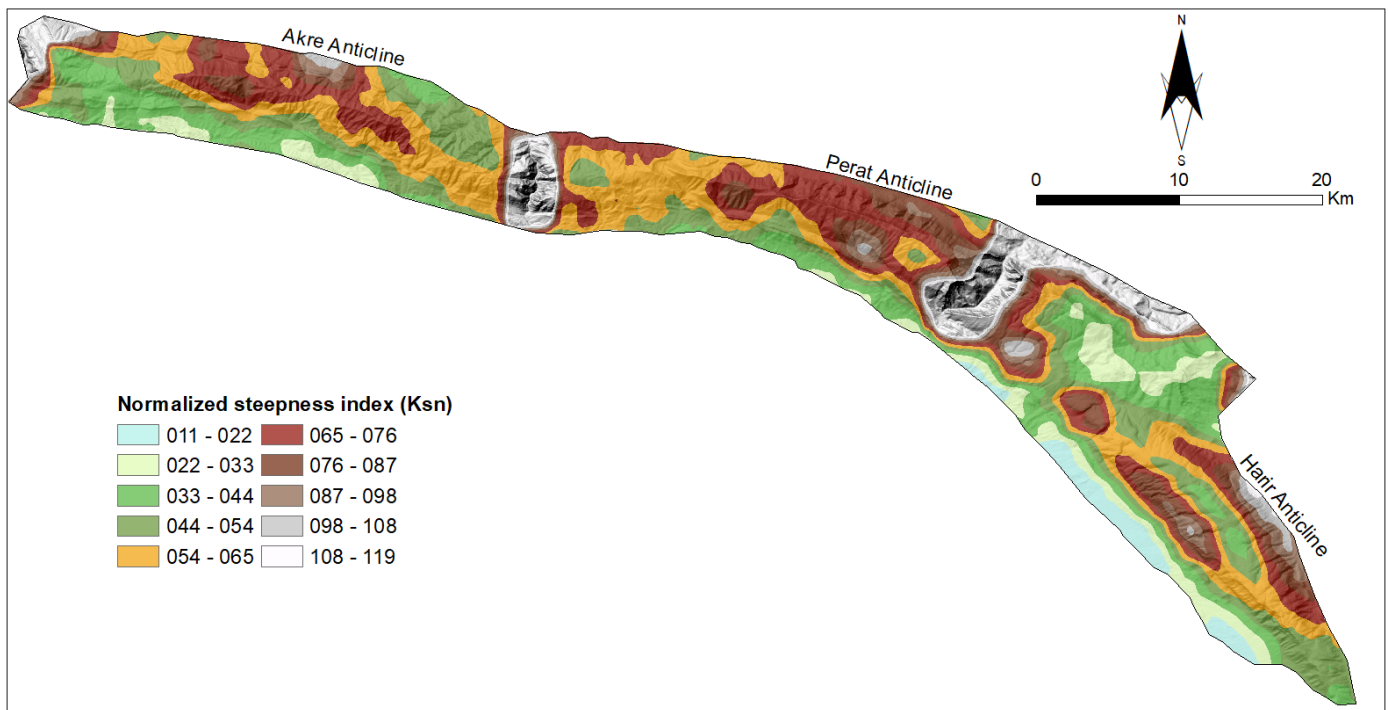 Akre Anticline
N
S
Perat Anticline
0 10 20
Km
Harir Anticline
Normalized steepness index (Ksn)
011 - 022 065 - 076
022 - 033 076 - 087
033 - 044 087 - 098
044 - 054 098 - 108
054 - 065 108 - 119